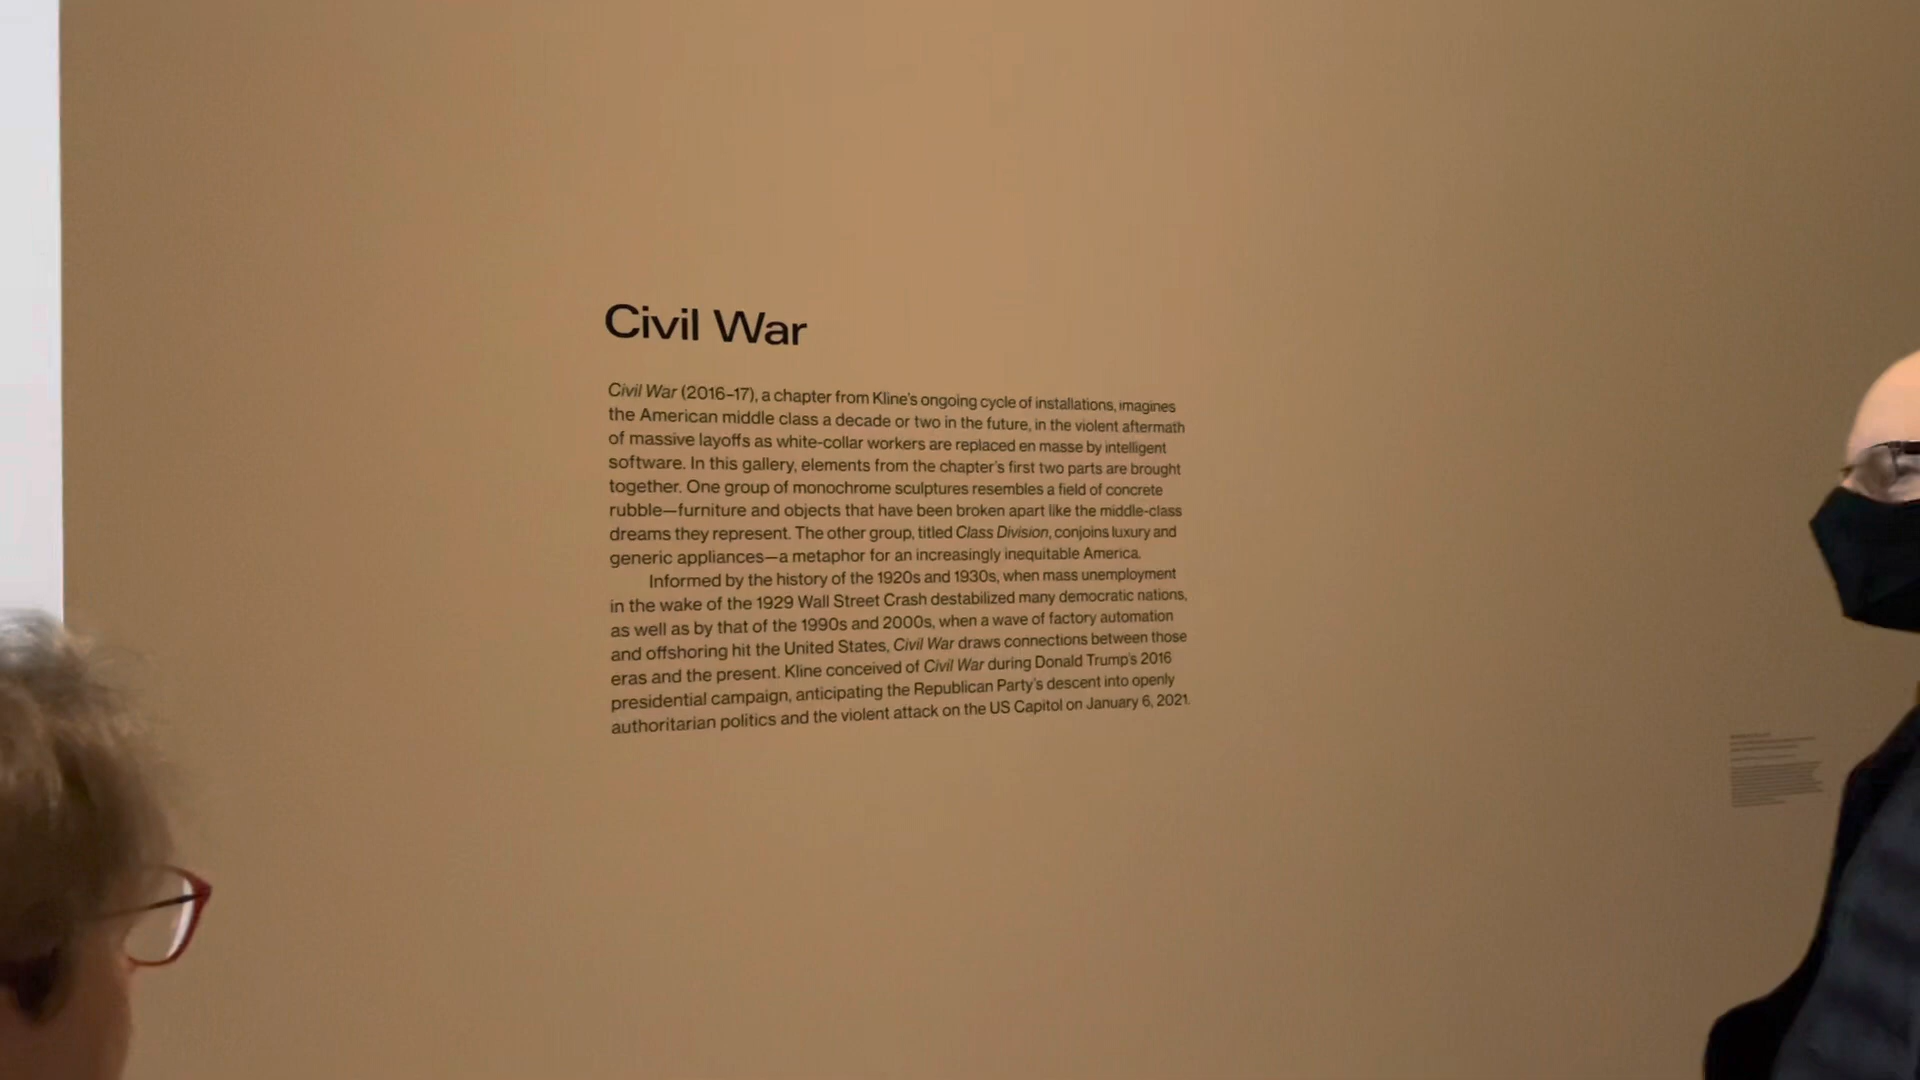 Civil War
Civil War (2016–17), a chapter from Kline's ongoing cycle of installations, imagines
the American middle class a decade or two in the future, in the violent aftermath
of massive layoffs as white-collar workers are replaced en masse by intelligent
software. In this gallery, elements from the chapter's first two parts are brought
together. One group of monochrome sculptures resembles a field of concrete
rubble—furniture and objects that have been broken apart like the middle-class
dreams they represent. The other group, titled Class Division, conjoins luxury and
generic appliances—a metaphor for an increasingly inequitable America.
Informed by the history of the 1920s and 1930s, when mass unemployment
in the wake of the 1929 Wall Street Crash destabilized many democratic nations,
as well as by that of the 1990s and 2000s, when a wave of factory automation
and offshoring hit the United States, Civil War draws connections between those
eras and the present. Kline conceived of Civil War during Donald Trump's 2016
presidential campaign, anticipating the Republican Party's descent into openly
authoritarian politics and the violent attack on the US Capitol on January 6, 2021.